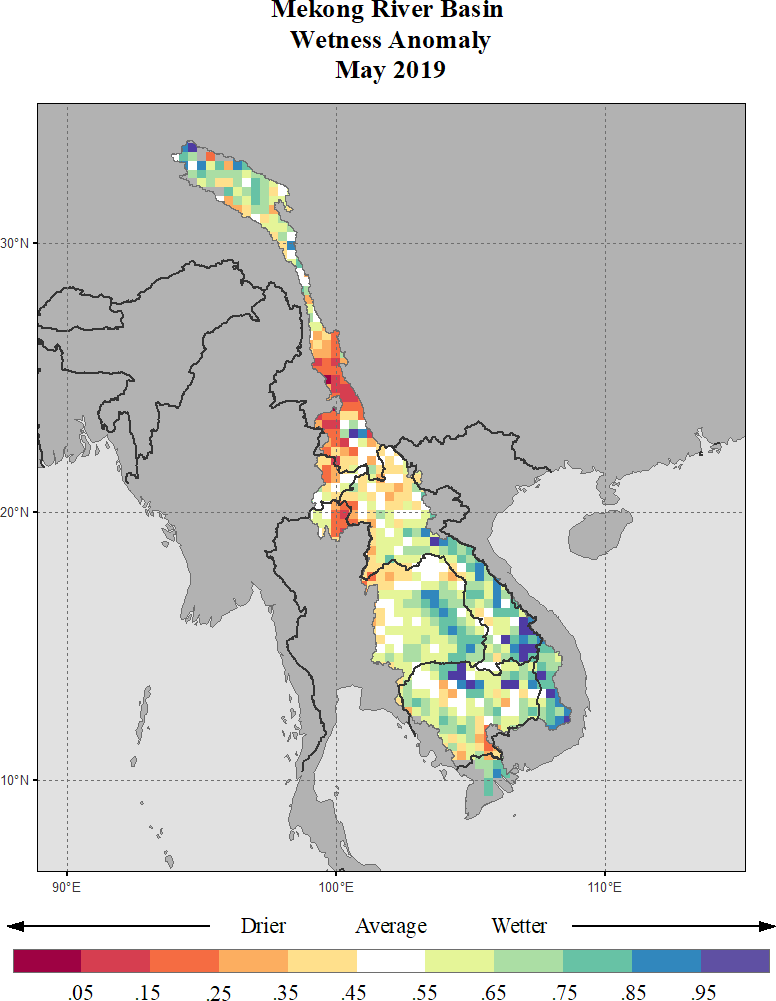 Mekong River Basin
Wetness Anomaly
May 2019
30°N
20°N
10°N
90°E 100°E 110°E
Drier Average Wetter
.05 .15 .25 .35 .45 .55 .65 .75 .85 .95